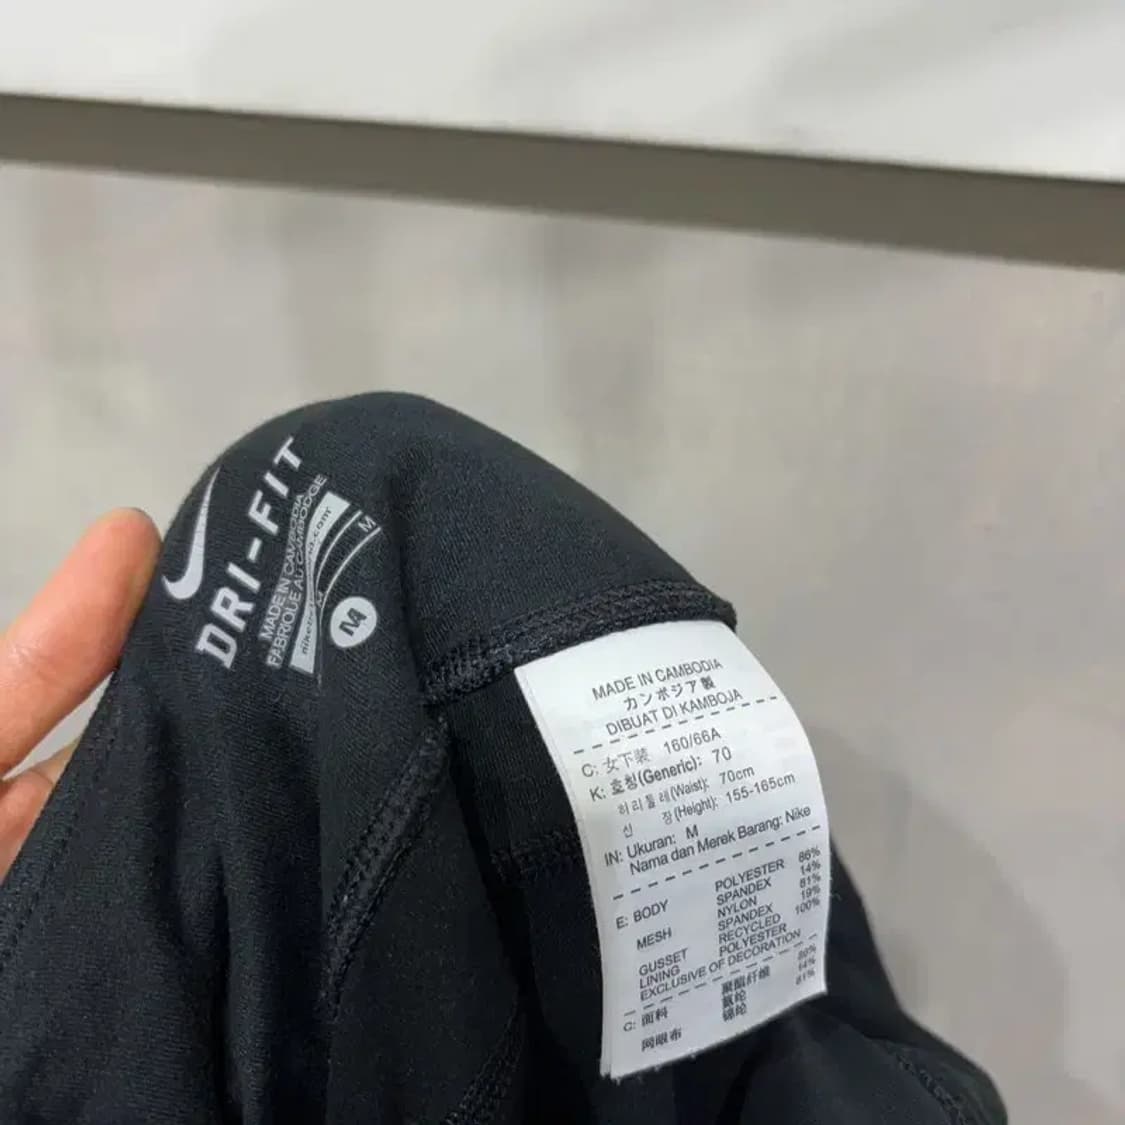 DRI-FIT
MADE IN CAMBODIA
FABRIQUE AU CAMBODGE
M
M
MADE IN CAMBODIA
カンボジア製
DIBUAT DI KAMBOJA
C: 女下装 160/66A
K: 호칭(Generic): 70
허리둘레(Waist): 70cm
신 장(Height): 155-165cm
IN: Ukuran: M
Nama dan Merek Barang: Nike
E: BODY POLYESTER 86%
SPANDEX 14%
MESH NYLON 81%
SPANDEX 19%
GUSSET RECYCLED 100%
LINING POLYESTER
EXCLUSIVE OF DECORATION
C: 面料 聚酯纤维
氨纶 14%
网眼布 锦纶 81%